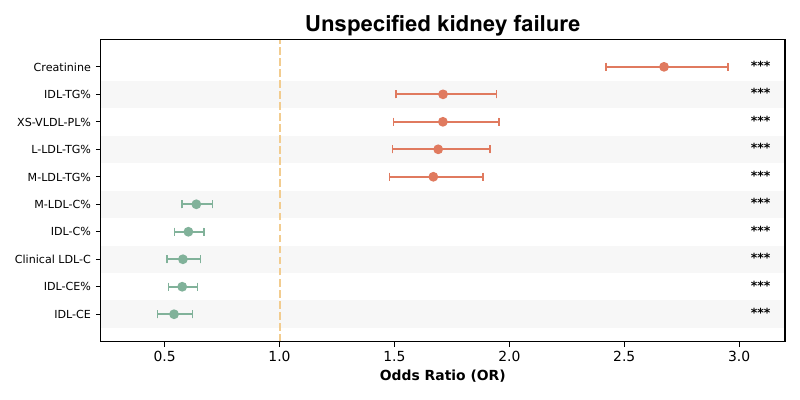 Unspecified kidney failure
Creatinine ***
IDL-TG% ***
XS-VLDL-PL% ***
L-LDL-TG% ***
M-LDL-TG% ***
M-LDL-C% ***
IDL-C% ***
Clinical LDL-C ***
IDL-CE% ***
IDL-CE ***
0.5 1.0 1.5 2.0 2.5 3.0
Odds Ratio (OR)